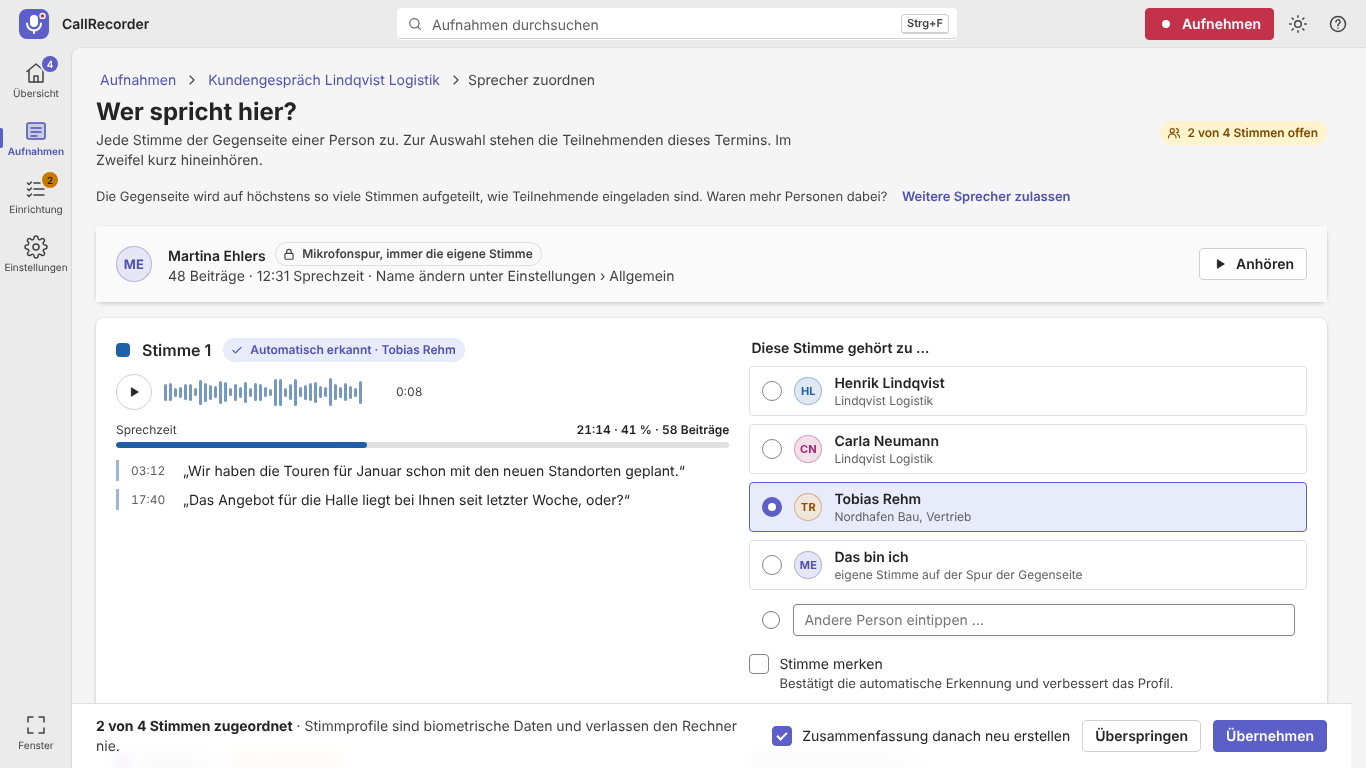 CallRecorder
Aufnahmen durchsuchen
Strg+F
Aufnehmen
4
Übersicht
Aufnahmen
2
Einrichtung
Einstellungen
Fenster
Aufnahmen > Kundengespräch Lindqvist Logistik > Sprecher zuordnen
Wer spricht hier?
Jede Stimme der Gegenseite einer Person zu. Zur Auswahl stehen die Teilnehmenden dieses Termins. Im
Zweifel kurz hineinhören.
2 von 4 Stimmen offen
Die Gegenseite wird auf höchstens so viele Stimmen aufgeteilt, wie Teilnehmende eingeladen sind. Waren mehr Personen dabei? Weitere Sprecher zulassen
ME
Martina Ehlers
Mikrofonspur, immer die eigene Stimme
48 Beiträge · 12:31 Sprechzeit · Name ändern unter Einstellungen › Allgemein
Anhören
Stimme 1
Automatisch erkannt · Tobias Rehm
0:08
Sprechzeit
21:14 · 41 % · 58 Beiträge
03:12 „Wir haben die Touren für Januar schon mit den neuen Standorten geplant.“
17:40 „Das Angebot für die Halle liegt bei Ihnen seit letzter Woche, oder?“
Diese Stimme gehört zu ...
HL
Henrik Lindqvist
Lindqvist Logistik
CN
Carla Neumann
Lindqvist Logistik
TR
Tobias Rehm
Nordhafen Bau, Vertrieb
ME
Das bin ich
eigene Stimme auf der Spur der Gegenseite
Andere Person eintippen ...
Stimme merken
Bestätigt die automatische Erkennung und verbessert das Profil.
2 von 4 Stimmen zugeordnet · Stimmprofile sind biometrische Daten und verlassen den Rechner
nie.
Zusammenfassung danach neu erstellen
Überspringen
Übernehmen